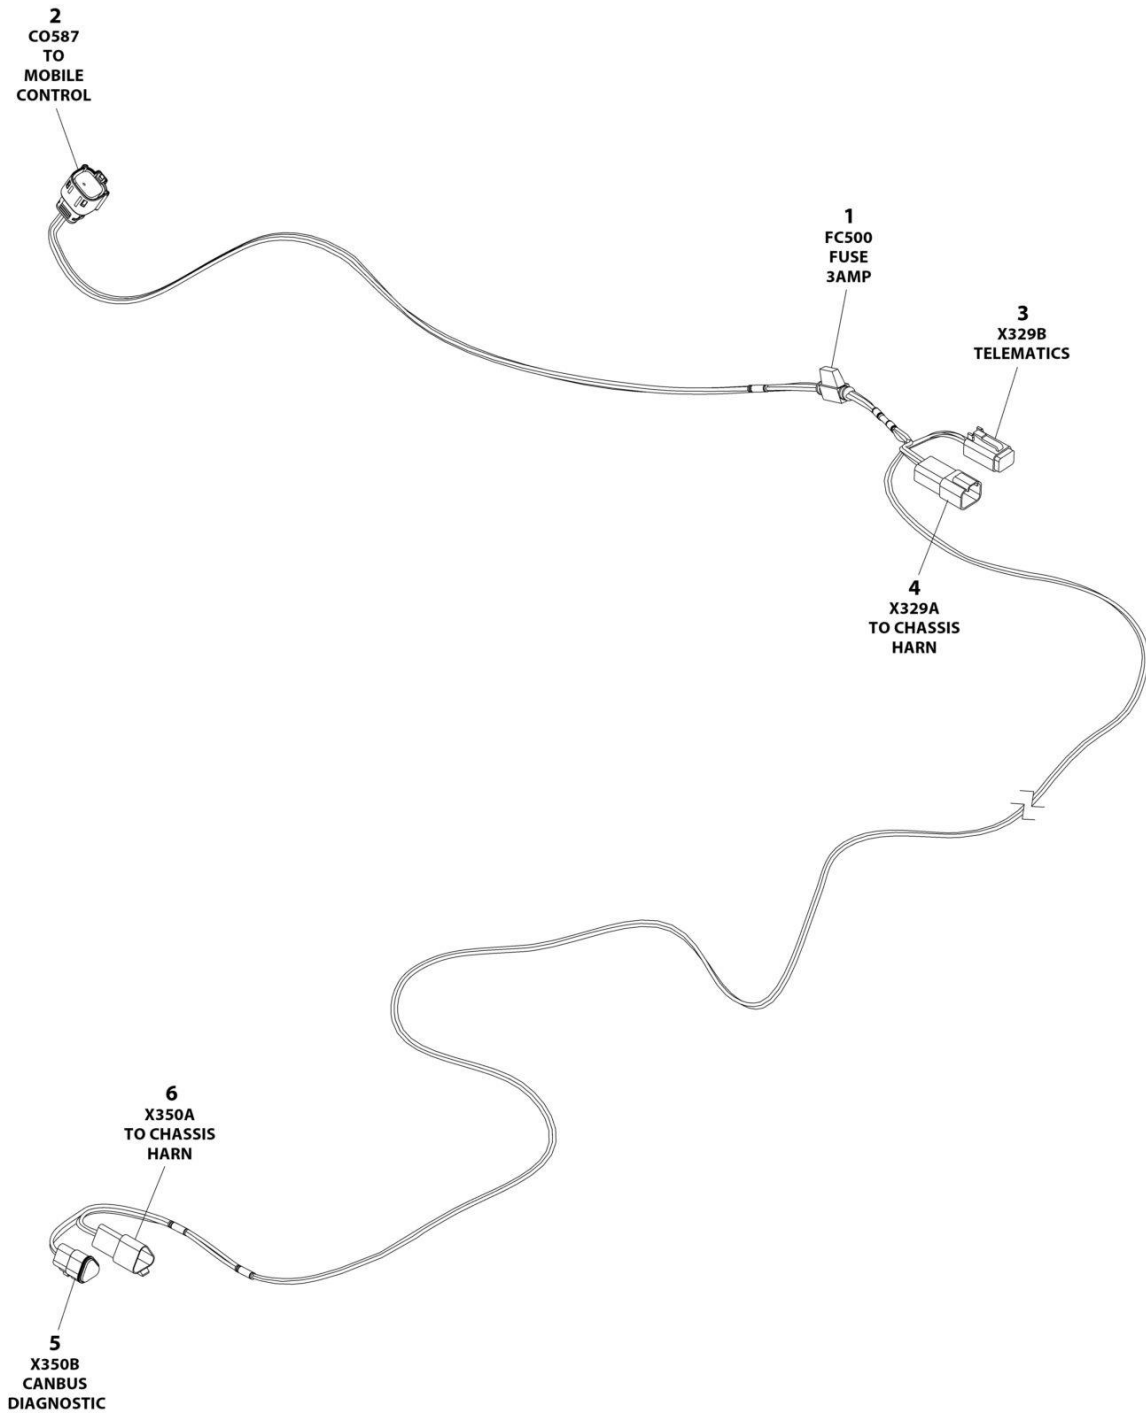 2
CO587
TO
MOBILE
CONTROL
1
FC500
FUSE
3AMP
3
X329B
TELEMATICS
4
X329A
TO CHASSIS
HARN
6
X350A
TO CHASSIS
HARN
5
X350B
CANBUS
DIAGNOSTIC